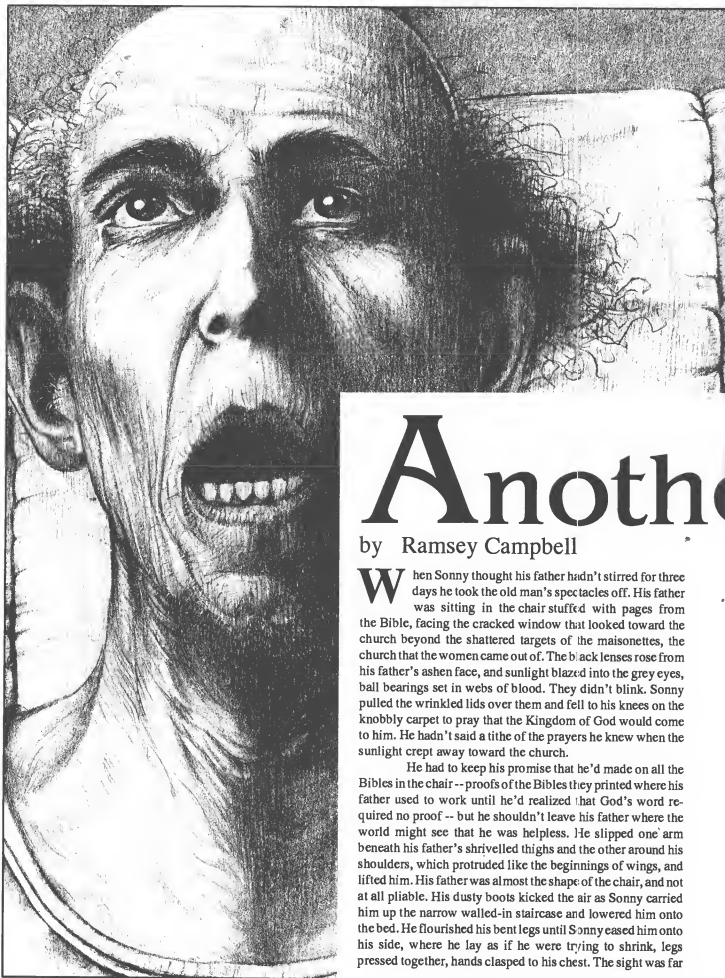 Anothe
by Ramsey Campbell
When Sonny thought his father hadn't stirred for three
days he took the old man's spectacles off. His father
was sitting in the chair stuffed with pages from
the Bible, facing the cracked window that looked toward the
church beyond the shattered targets of the maisonettes, the
church that the women came out of. The black lenses rose from
his father's ashen face, and sunlight blazed into the grey eyes,
ball bearings set in webs of blood. They didn't blink. Sonny
pulled the wrinkled lids over them and fell to his knees on the
knobbly carpet to pray that the Kingdom of God would come
to him. He hadn't said a tithe of the prayers he knew when the
sunlight crept away toward the church.
He had to keep his promise that he'd made on all the
Bibles in the chair -- proofs of the Bibles they printed where his
father used to work until he'd realized that God's word re-
quired no proof -- but he shouldn't leave his father where the
world might see that he was helpless. He slipped one arm
beneath his father's shrivelled thighs and the other around his
shoulders, which protruded like the beginnings of wings, and
lifted him. His father was almost the shape of the chair, and not
at all pliable. His dusty boots kicked the air as Sonny carried
him up the narrow walled-in staircase and lowered him onto
the bed. He flourished his bent legs until Sonny eased him onto
his side, where he lay as if he were trying to shrink, legs
pressed together, hands clasped to his chest. The sight was far